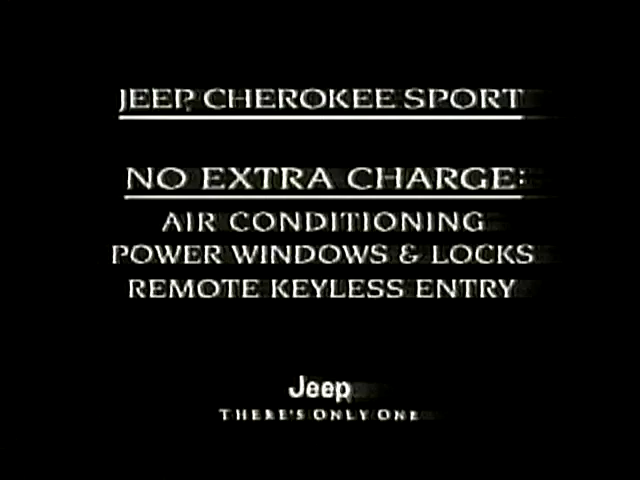 JEEP CHEROKEE SPORT
NO EXTRA CHARGE:
AIR CONDITIONING
POWER WINDOWS & LOCKS
REMOTE KEYLESS ENTRY
Jeep
THERE'S ONLY ONE